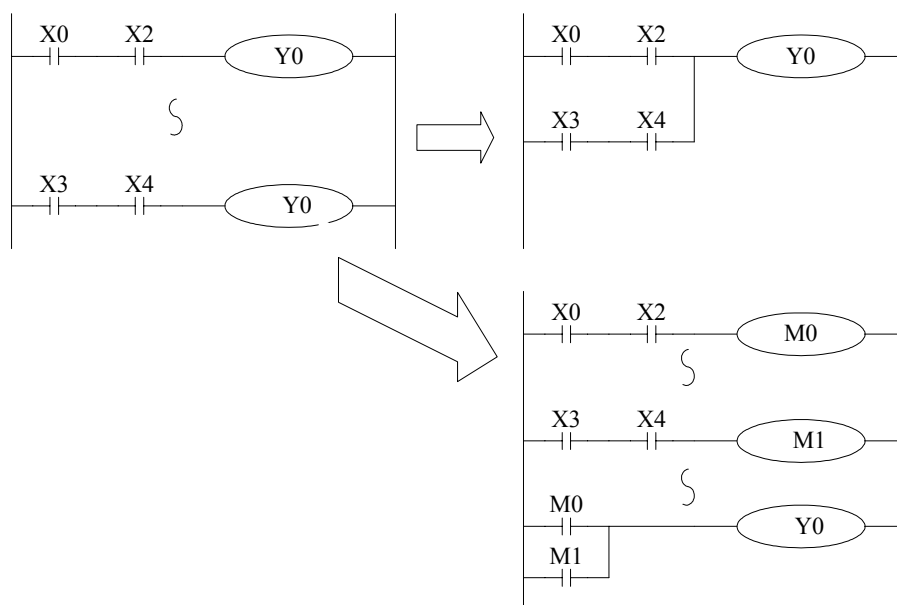 X0 X2 Y0
X3 X4 Y0
X0 X2 Y0
X3 X4
X0 X2 M0
X3 X4 M1
M0 Y0
M1